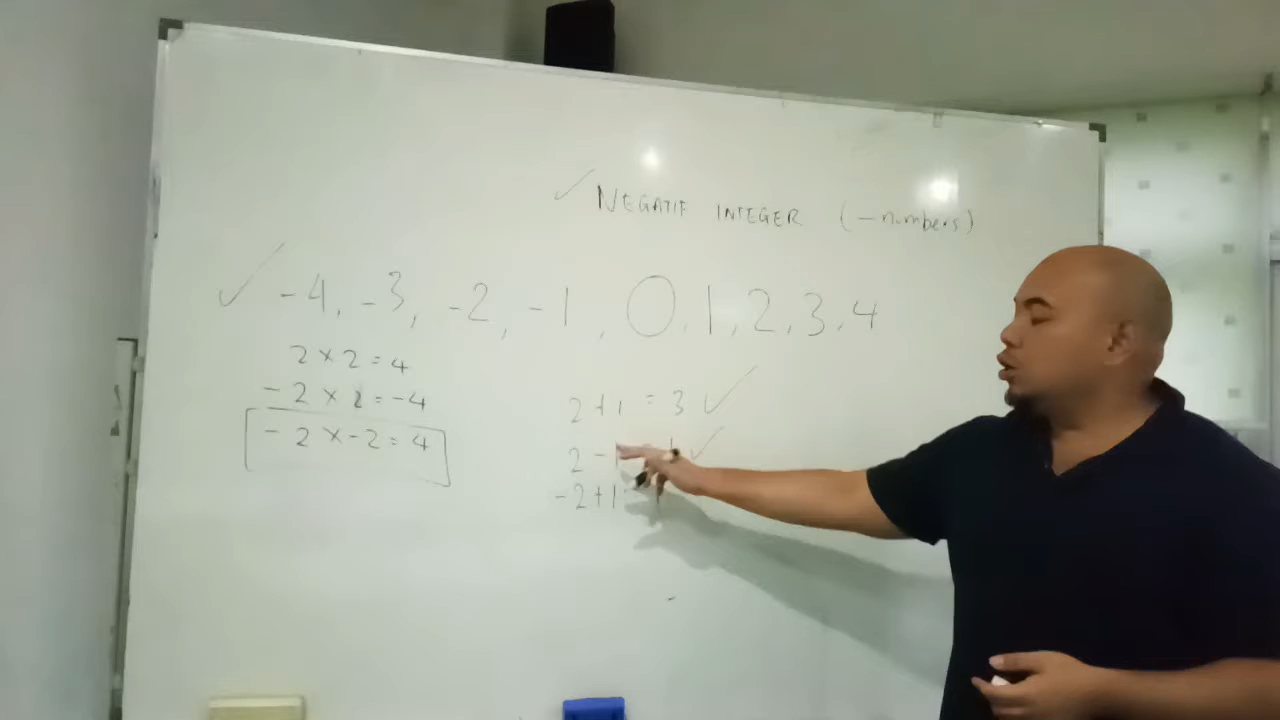 ✓ NEGATIF INTEGER (-numbers)
✓ -4, -3, -2, -1, 0, 1, 2, 3, 4
2 × 2 = 4
- 2 × 2 = -4
- 2 × -2 = 4
2 + 1 = 3 ✓
2 - 1 ✓
-2 + 1